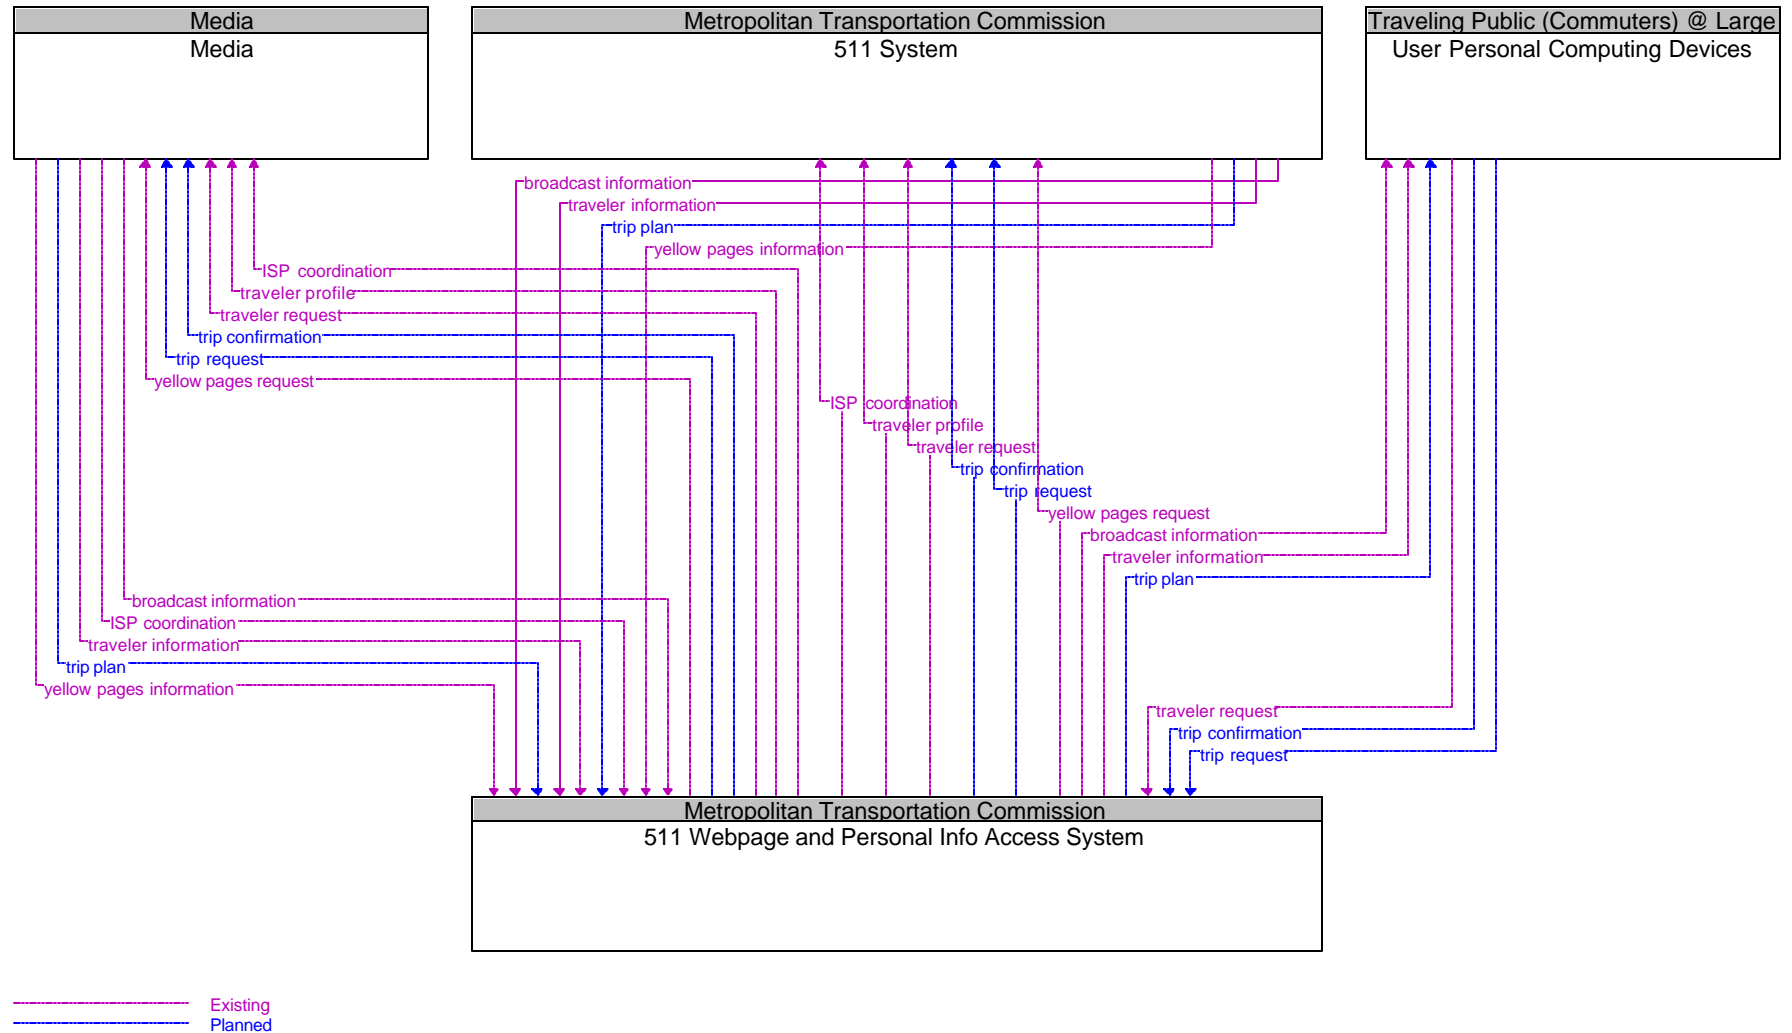 Media
Metropolitan Transportation Commission
Traveling Public (Commuters) @ Large
Media
511 System
User Personal Computing Devices
broadcast information
traveler information
trip plan
yellow pages information
ISP coordination
traveler profile
traveler request
trip confirmation
trip request
yellow pages request
ISP coordination
traveler profile
traveler request
trip confirmation
trip request
yellow pages request
broadcast information
traveler information
trip plan
broadcast information
ISP coordination
traveler information
trip plan
yellow pages information
traveler request
trip confirmation
trip request
Metropolitan Transportation Commission
511 Webpage and Personal Info Access System
Existing
Planned